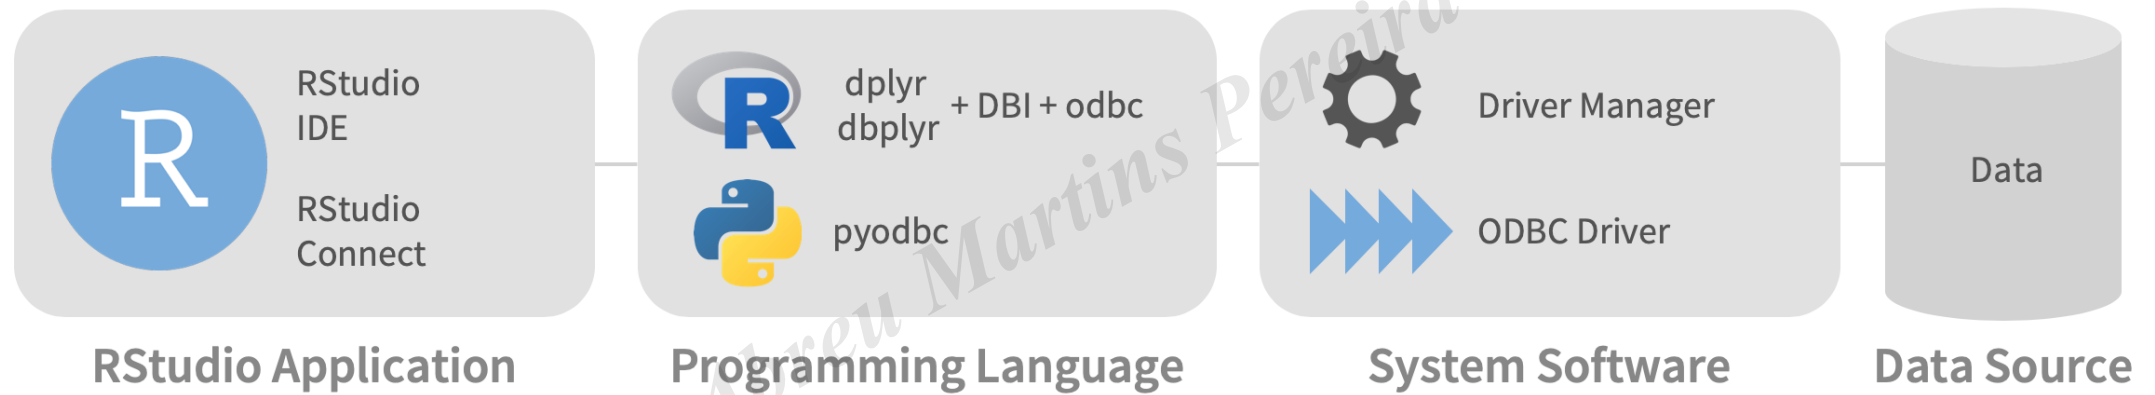 RStudio
IDE
RStudio
Connect
RStudio Application
R
dplyr
dbplyr
+ DBI + odbc
pyodbc
Programming Language
Driver Manager
ODBC Driver
System Software
Data
Data Source
R
Abreu Martins Pereira